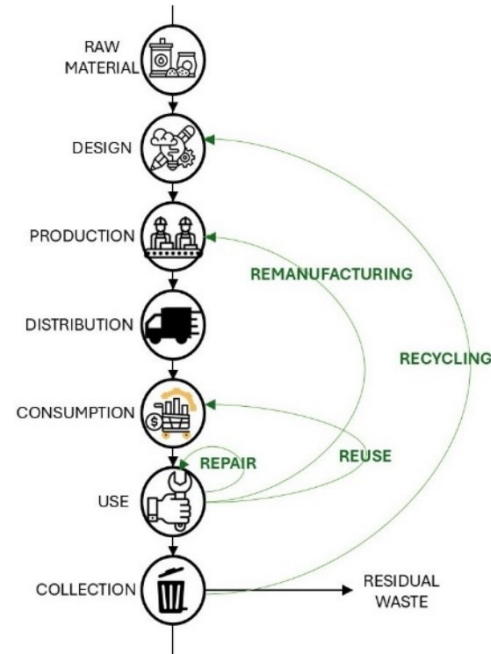 RAW
MATERIAL
DESIGN
PRODUCTION
REMANUFACTURING
DISTRIBUTION
RECYCLING
CONSUMPTION
REPAIR
REUSE
$
USE
COLLECTION
RESIDUAL
WASTE